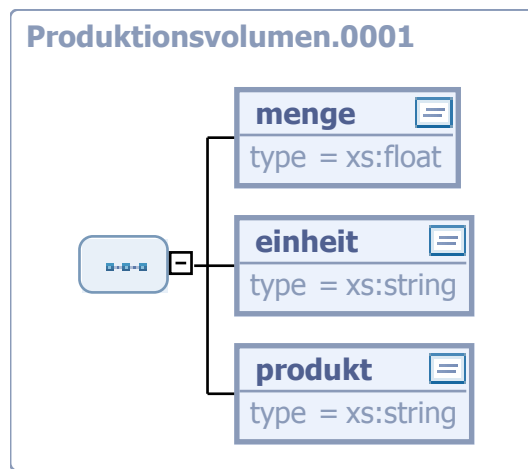 Produktionsvolumen.0001
menge
type = xs:float
einheit
type = xs:string
produkt
type = xs:string